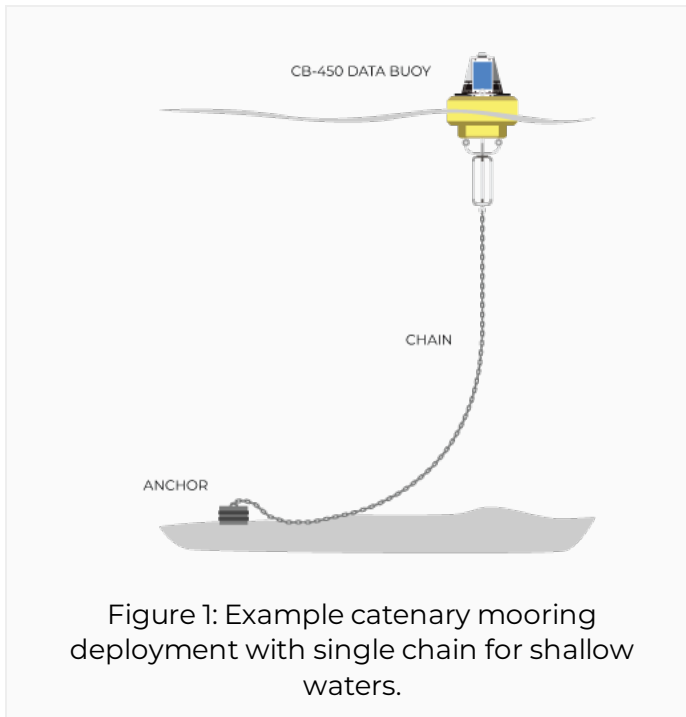 CB-450 DATA BUOY
CHAIN
ANCHOR
Figure 1: Example catenary mooring
deployment with single chain for shallow
waters.